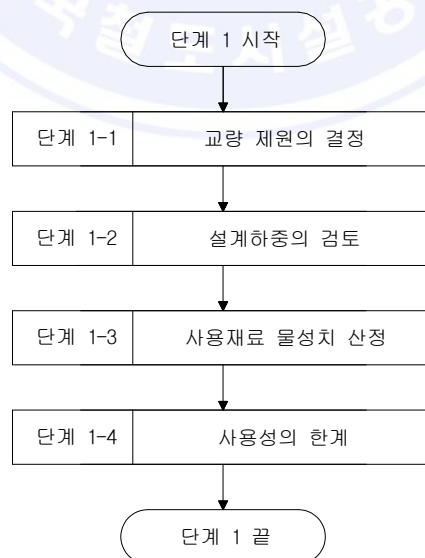 단계 1 시작
단계 1-1 교량 제원의 결정
단계 1-2 설계하중의 검토
단계 1-3 사용재료 물성치 산정
단계 1-4 사용성의 한계
단계 1 끝